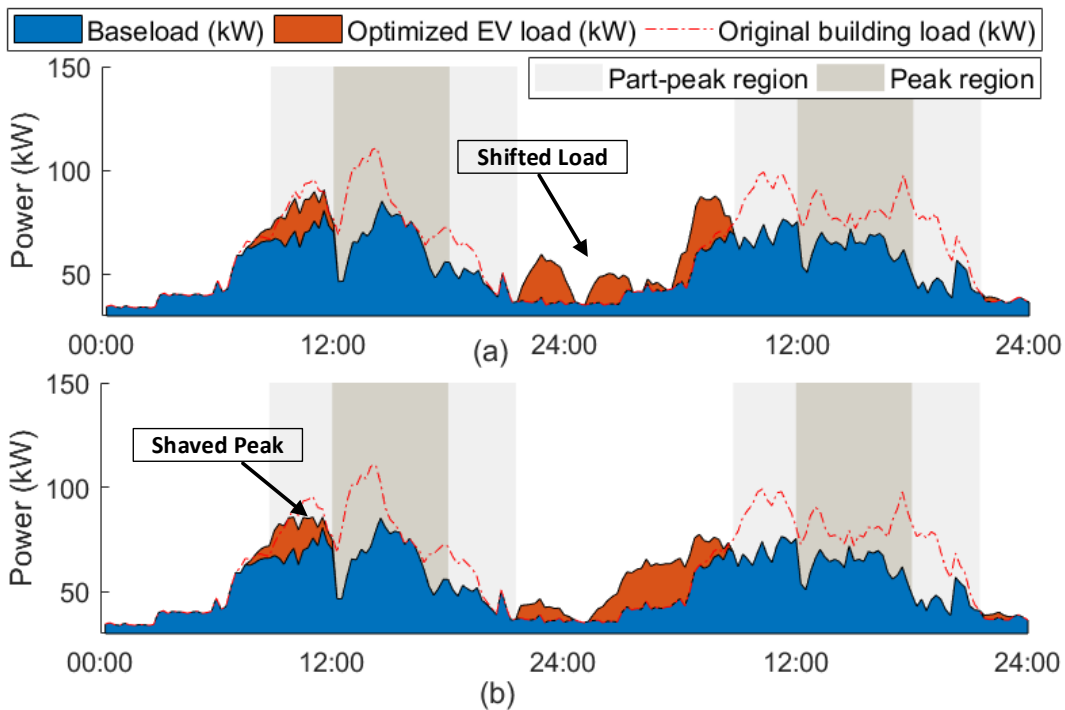 Baseload (kW) Optimized EV load (kW) Original building load (kW)
Part-peak region Peak region
150
100
50
Power (kW)
Shifted Load
00:00 12:00 24:00 12:00 24:00
(a)
150
100
50
Power (kW)
Shaved Peak
00:00 12:00 24:00 12:00 24:00
(b)